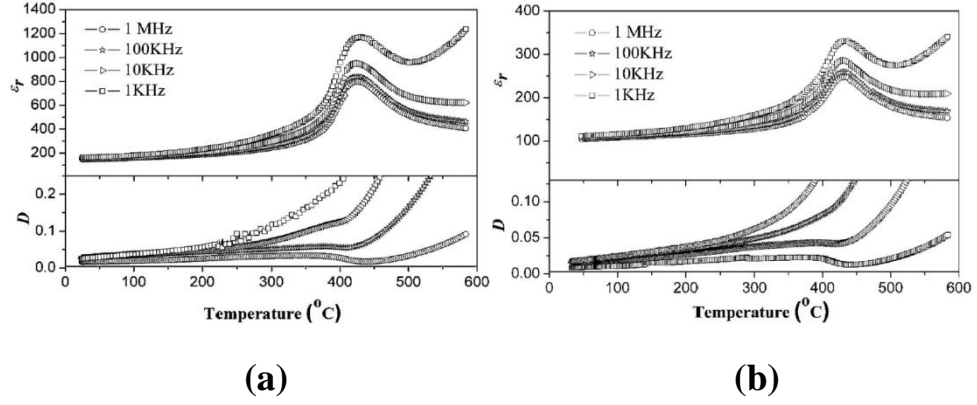 1400
1200
1000
800
600
400
200
εr
1 MHz
100KHz
10KHz
1KHz
0.2
0.1
0.0
D
0 100 200 300 400 500 600
Temperature (°C)
(a)
400
300
200
100
εr
1 MHz
100KHz
10KHz
1KHz
0.10
0.05
0.00
D
0 100 200 300 400 500 600
Temperature (°C)
(b)